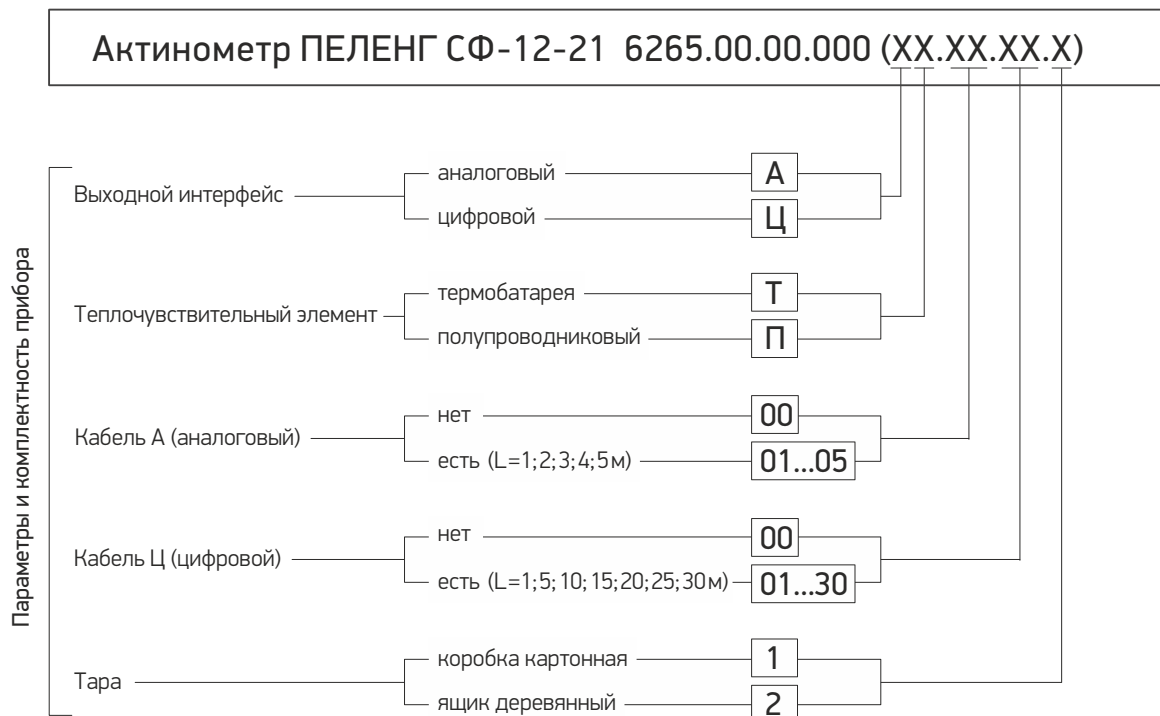 Актинометр ПЕЛЕНГ СФ-12-21 6265.00.00.000 (XX.XX.XX.X)
Параметры и комплектность прибора
Выходной интерфейс
аналоговый А
цифровой Ц
Теплочувствительный элемент
термобатарея Т
полупроводниковый П
Кабель А (аналоговый)
нет 00
есть (L=1;2;3;4;5м) 01...05
Кабель Ц (цифровой)
нет 00
есть (L=1;5;10;15;20;25;30м) 01...30
Тара
коробка картонная 1
ящик деревянный 2